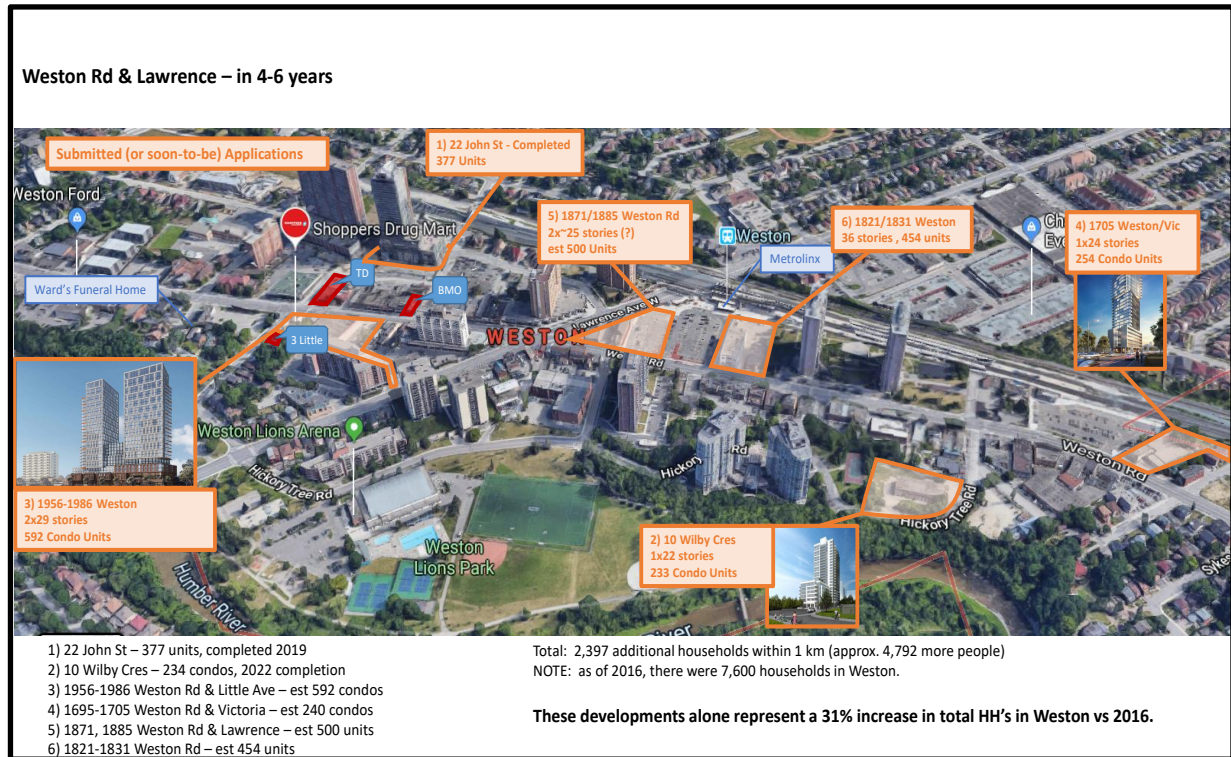 Weston Rd & Lawrence – in 4-6 years
Submitted (or soon-to-be) Applications
1) 22 John St - Completed
377 Units
Weston Ford
Shoppers Drug Mart
TD
BMO
Ward's Funeral Home
3 Little
5) 1871/1885 Weston Rd
2x~25 stories (?)
est 500 Units
6) 1821/1831 Weston
36 stories , 454 units
Weston
Metrolinx
4) 1705 Weston/Vic
1x24 stories
254 Condo Units
Lawrence Ave W
WESTON
Weston Rd
Weston Lions Arena
Hickory Tree Rd
Hickory
Rd
Hickory Tree Rd
3) 1956-1986 Weston
2x29 stories
592 Condo Units
2) 10 Wilby Cres
1x22 stories
233 Condo Units
Weston
Lions Park
Humber River
1) 22 John St – 377 units, completed 2019
2) 10 Wilby Cres – 234 condos, 2022 completion
3) 1956-1986 Weston Rd & Little Ave – est 592 condos
4) 1695-1705 Weston Rd & Victoria – est 240 condos
5) 1871, 1885 Weston Rd & Lawrence – est 500 units
6) 1821-1831 Weston Rd – est 454 units
Total: 2,397 additional households within 1 km (approx. 4,792 more people)
NOTE: as of 2016, there were 7,600 households in Weston.
These developments alone represent a 31% increase in total HH's in Weston vs 2016.